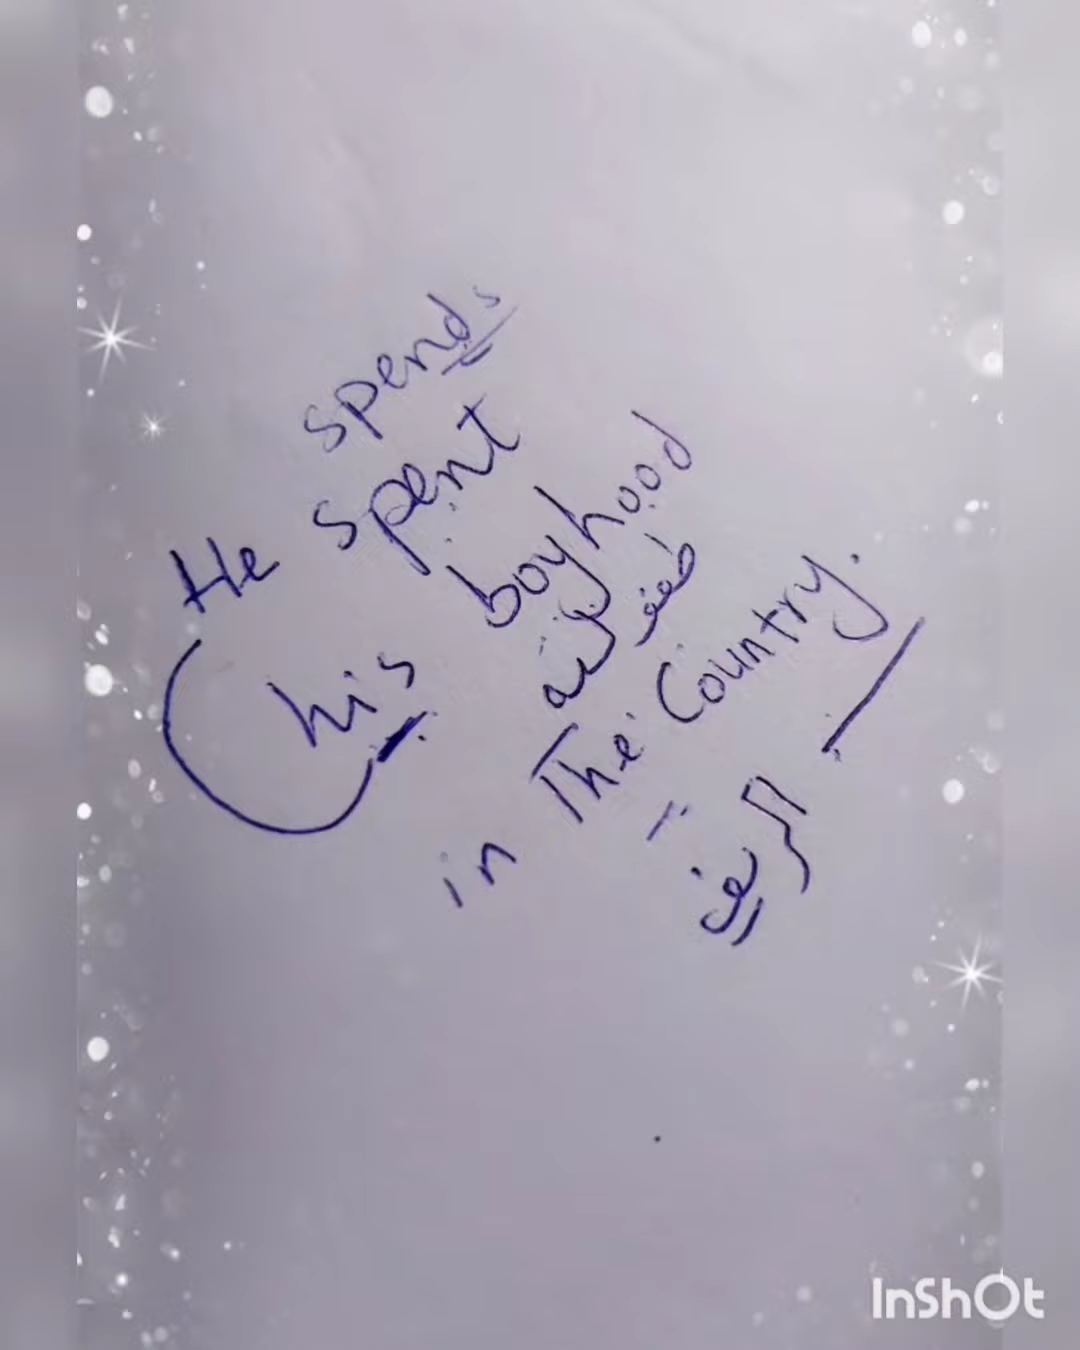 spends
He spent
his boyhood
طفولته
in The Country.
الريف
InShOt